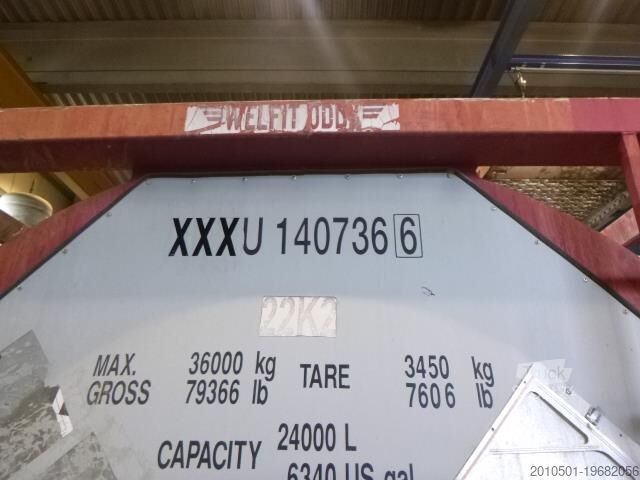 WELFIT ODDY
XXXU 140736 6
22K2
MAX. GROSS 36000 kg 79366 lb TARE 3450 kg 7606 lb
CAPACITY 24000 L
6340 US gal
Truck
2010501-19682056